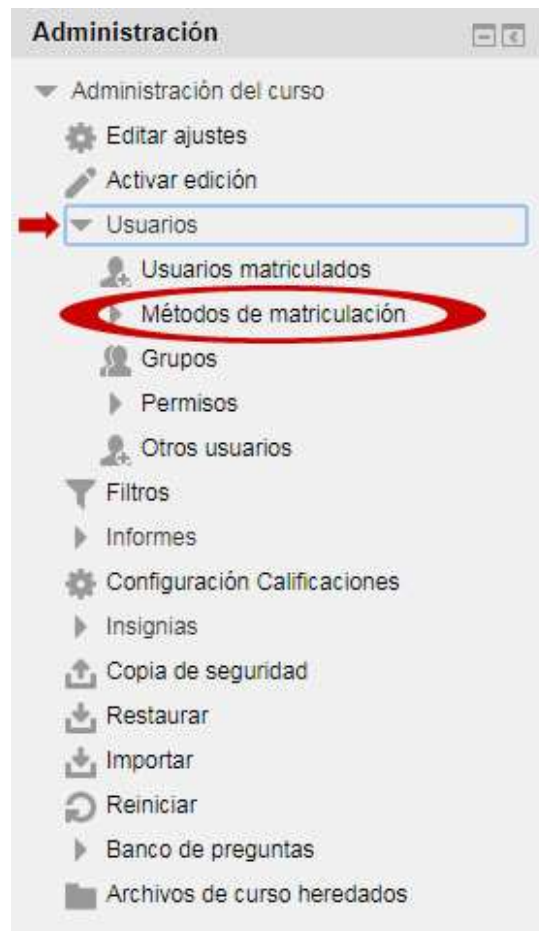 Administración
Administración del curso
Editar ajustes
Activar edición
Usuarios
Usuarios matriculados
Métodos de matriculación
Grupos
Permisos
Otros usuarios
Filtros
Informes
Configuración Calificaciones
Insignias
Copia de seguridad
Restaurar
Importar
Reiniciar
Banco de preguntas
Archivos de curso heredados